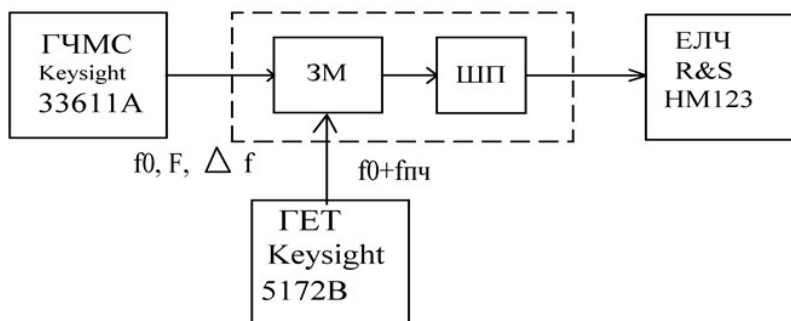 ГЧМС
Keysight
33611A
ЗМ
ШП
ЕЛЧ
R&S
HM123
f0, F, △ f
f0+fпч
ГЕТ
Keysight
5172B